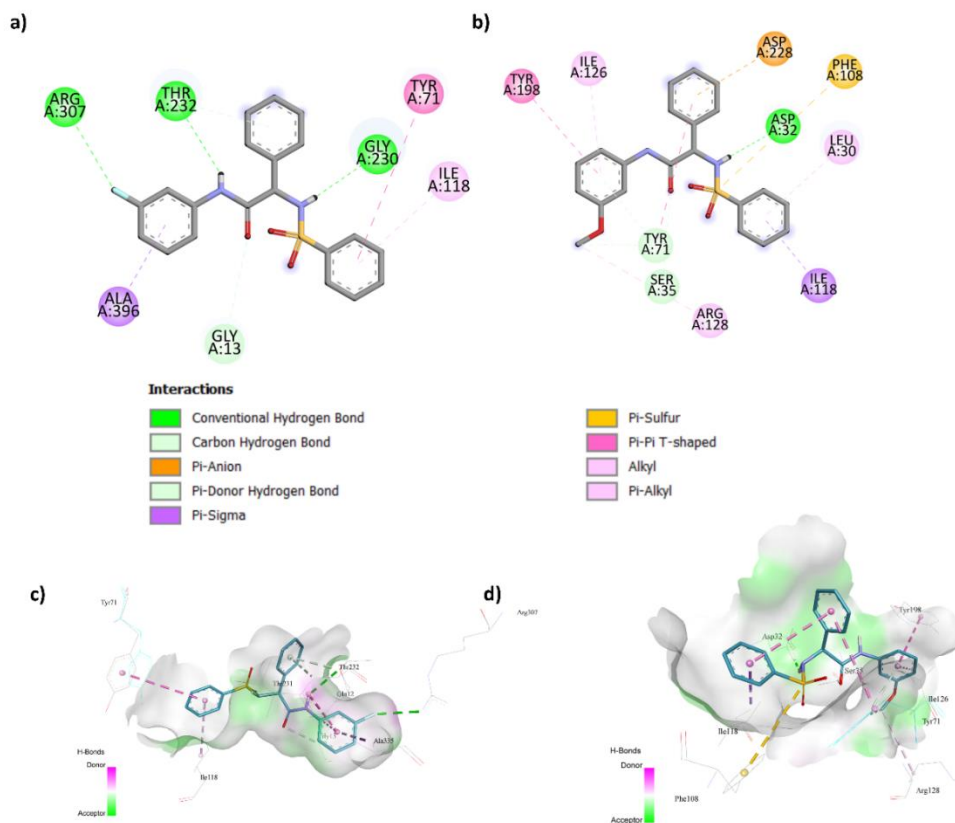 a)
ARG
A:307
THR
A:232
TYR
A:71
GLY
A:230
ILE
A:118
ALA
A:396
GLY
A:13
b)
ILE
A:126
ASP
A:228
PHE
A:108
TYR
A:198
ASP
A:32
LEU
A:30
TYR
A:71
SER
A:35
ILE
A:118
ARG
A:128
Interactions
Conventional Hydrogen Bond
Carbon Hydrogen Bond
Pi-Anion
Pi-Donor Hydrogen Bond
Pi-Sigma
Pi-Sulfur
Pi-Pi T-shaped
Alkyl
Pi-Alkyl
c)
Tyr71
Arg307
Thr232
Ile118
H-Bonds
Donor
Acceptor
d)
Tyr198
Asp32
Ile126
Tyr71
Ile118
Phe108
Arg128
H-Bonds
Donor
Acceptor